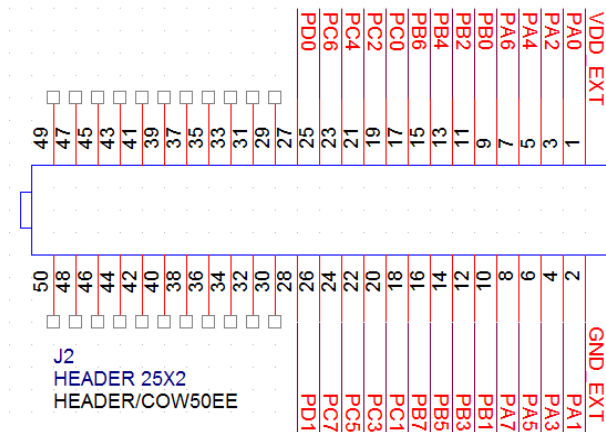 PD0 PC6 PC4 PC2 PC0 PB6 PB4 PB2 PB0 PA6 PA4 PA2 PA0 VDD_EXT
49 47 45 43 41 39 37 35 33 31 29 27 25 23 21 19 17 15 13 11 9 7 5 3 1
50 48 46 44 42 40 38 36 34 32 30 28 26 24 22 20 18 16 14 12 10 8 6 4 2
PD1 PC7 PC5 PC3 PC1 PB7 PB5 PB3 PB1 PA7 PA5 PA3 PA1 GND_EXT
J2
HEADER 25X2
HEADER/COW50EE